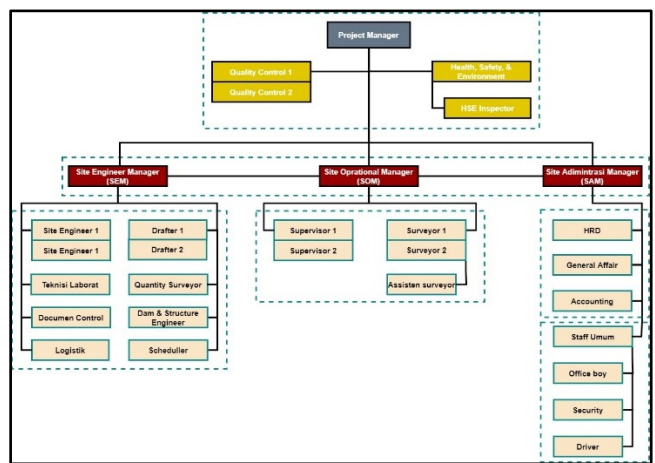 Project Manager
Quality Control 1
Quality Control 2
Health, Safety, &
Environment
HSE Inspector
Site Engineer Manager
(SEM)
Site Oprational Manager
(SOM)
Site Adimintrasi Manager
(SAM)
Site Engineer 1
Site Engineer 1
Teknisi Laborat
Documen Control
Logistik
Drafter 1
Drafter 2
Quantity Surveyor
Dam & Structure
Engineer
Scheduller
Supervisor 1
Supervisor 2
Surveyor 1
Surveyor 2
Assisten surveyor
HRD
General Affair
Accounting
Staff Umum
Office boy
Security
Driver